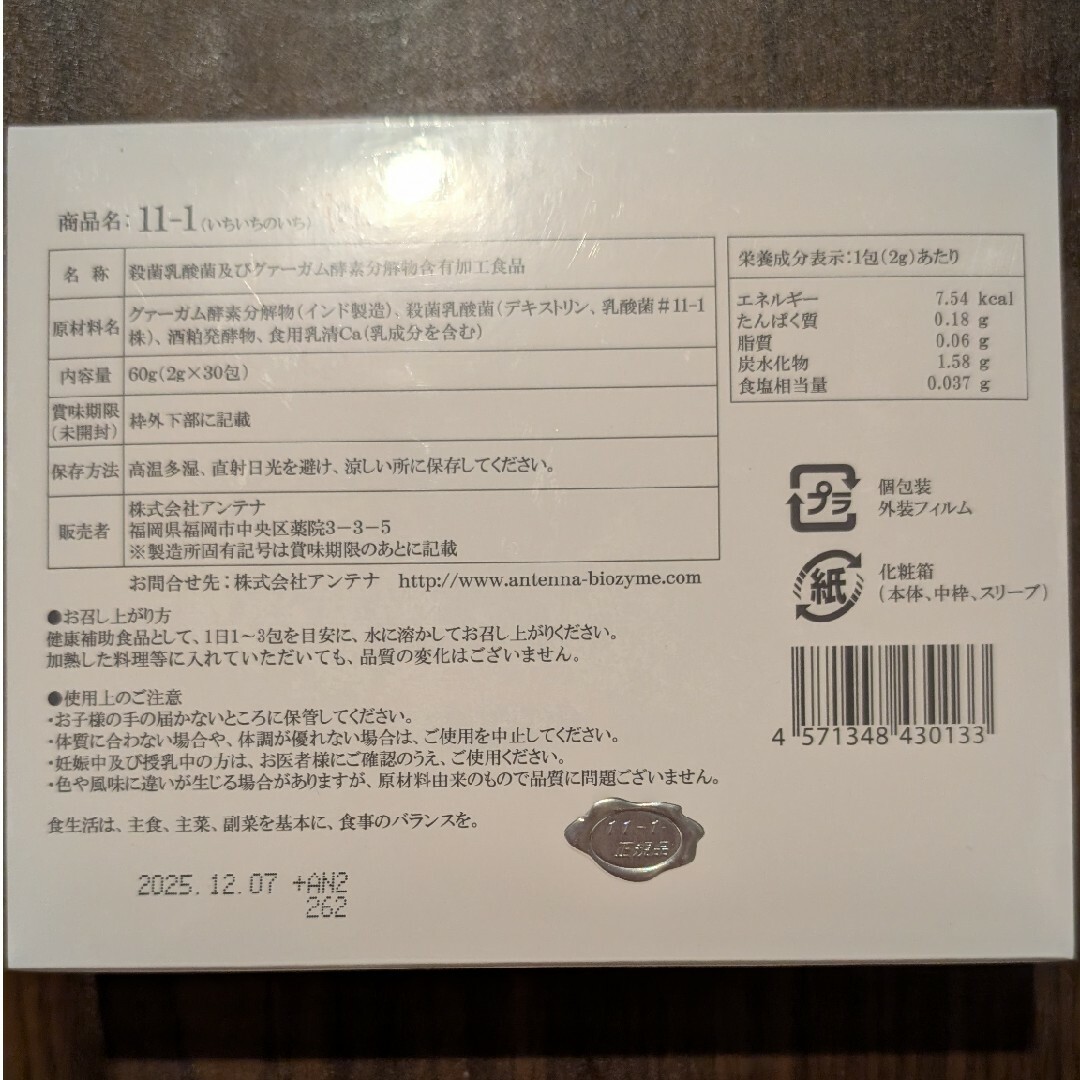 商品名: 11-1(いちいちのいち)
名 称 殺菌乳酸菌及びグァーガム酵素分解物含有加工食品
原材料名 グァーガム酵素分解物(インド製造)、殺菌乳酸菌(デキストリン、乳酸菌#11-1
株)、酒粕発酵物、食用乳清Ca(乳成分を含む)
内容量 60g(2g×30包)
賞味期限
(未開封) 枠外下部に記載
保存方法 高温多湿、直射日光を避け、涼しい所に保存してください。
販売者 株式会社アンテナ
福岡県福岡市中央区薬院3-3-5
※製造所固有記号は賞味期限のあとに記載
お問合せ先:株式会社アンテナ http://www.antenna-biozyme.com
栄養成分表示:1包(2g)あたり
エネルギー 7.54 kcal
たんぱく質 0.18 g
脂質 0.06 g
炭水化物 1.58 g
食塩相当量 0.037 g
プラ
個包装
外装フィルム
紙
化粧箱
(本体、中枠、スリーブ)
4 571348 430133
●お召し上がり方
健康補助食品として、1日1~3包を目安に、水に溶かしてお召し上がりください。
加熱した料理等に入れていただいても、品質の変化はございません。
●使用上のご注意
・お子様の手の届かないところに保管してください。
・体質に合わない場合や、体調が優れない場合は、ご使用を中止してください。
・妊娠中及び授乳中の方は、お医者様にご確認のうえ、ご使用ください。
・色や風味に違いが生じる場合がありますが、原材料由来のもので品質に問題ございません。
食生活は、主食、主菜、副菜を基本に、食事のバランスを。
11-1
正規品
2025.12.07 +AN2
262